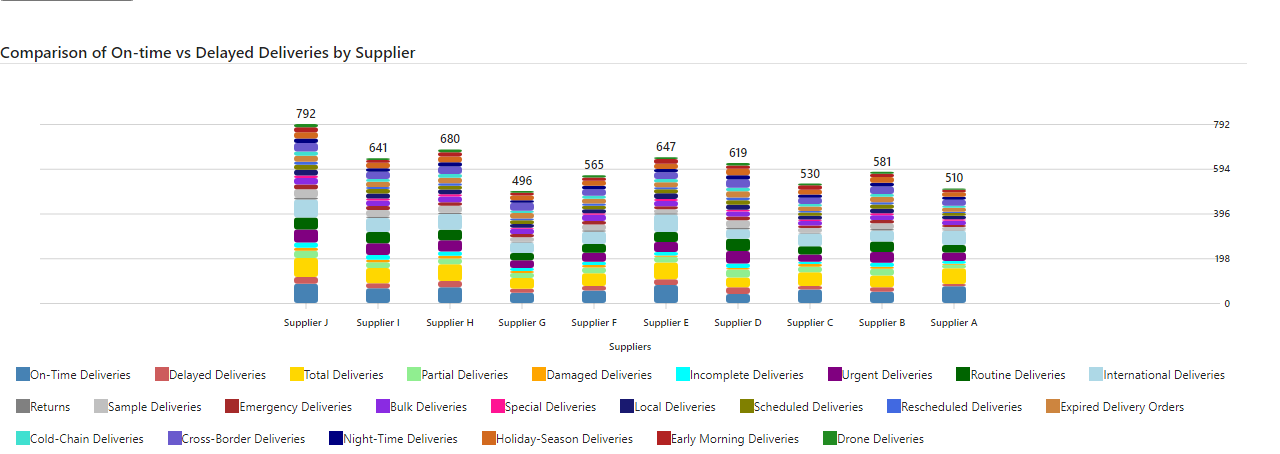 Comparison of On-time vs Delayed Deliveries by Supplier
792
641
680
496
565
647
619
530
581
510
792
594
396
198
0
Supplier J Supplier I Supplier H Supplier G Supplier F Supplier E Supplier D Supplier C Supplier B Supplier A
Suppliers
On-Time Deliveries Delayed Deliveries Total Deliveries Partial Deliveries Damaged Deliveries Incomplete Deliveries Urgent Deliveries Routine Deliveries International Deliveries
Returns Sample Deliveries Emergency Deliveries Bulk Deliveries Special Deliveries Local Deliveries Scheduled Deliveries Rescheduled Deliveries Expired Delivery Orders
Cold-Chain Deliveries Cross-Border Deliveries Night-Time Deliveries Holiday-Season Deliveries Early Morning Deliveries Drone Deliveries